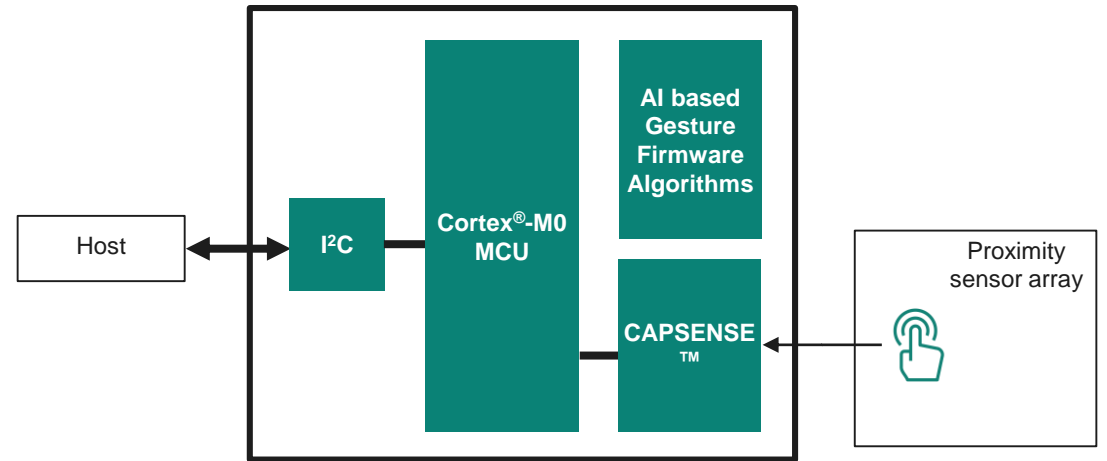 Host
I²C
Cortex®-M0
MCU
AI based
Gesture
Firmware
Algorithms
CAPSENSE
TM
Proximity
sensor array